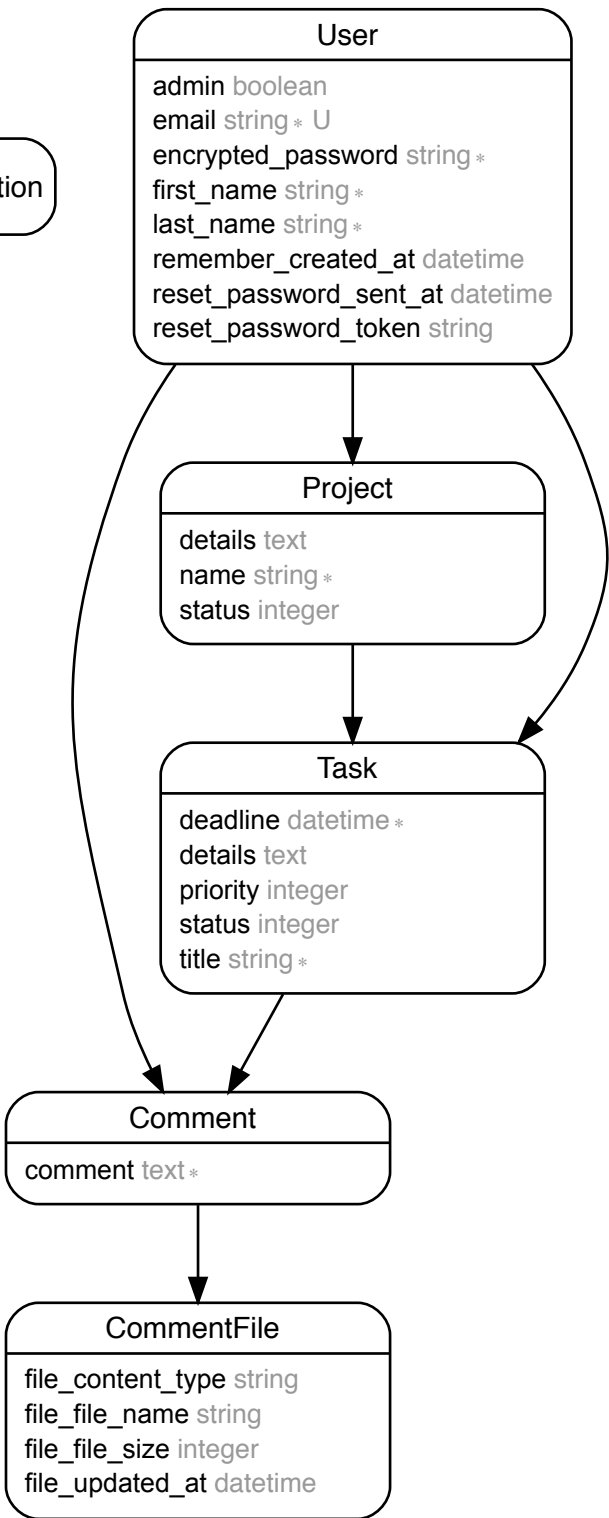 User
admin boolean
email string* U
encrypted_password string*
first_name string*
last_name string*
remember_created_at datetime
reset_password_sent_at datetime
reset_password_token string
Project
details text
name string*
status integer
Task
deadline datetime*
details text
priority integer
status integer
title string*
Comment
comment text*
CommentFile
file_content_type string
file_file_name string
file_file_size integer
file_updated_at datetime